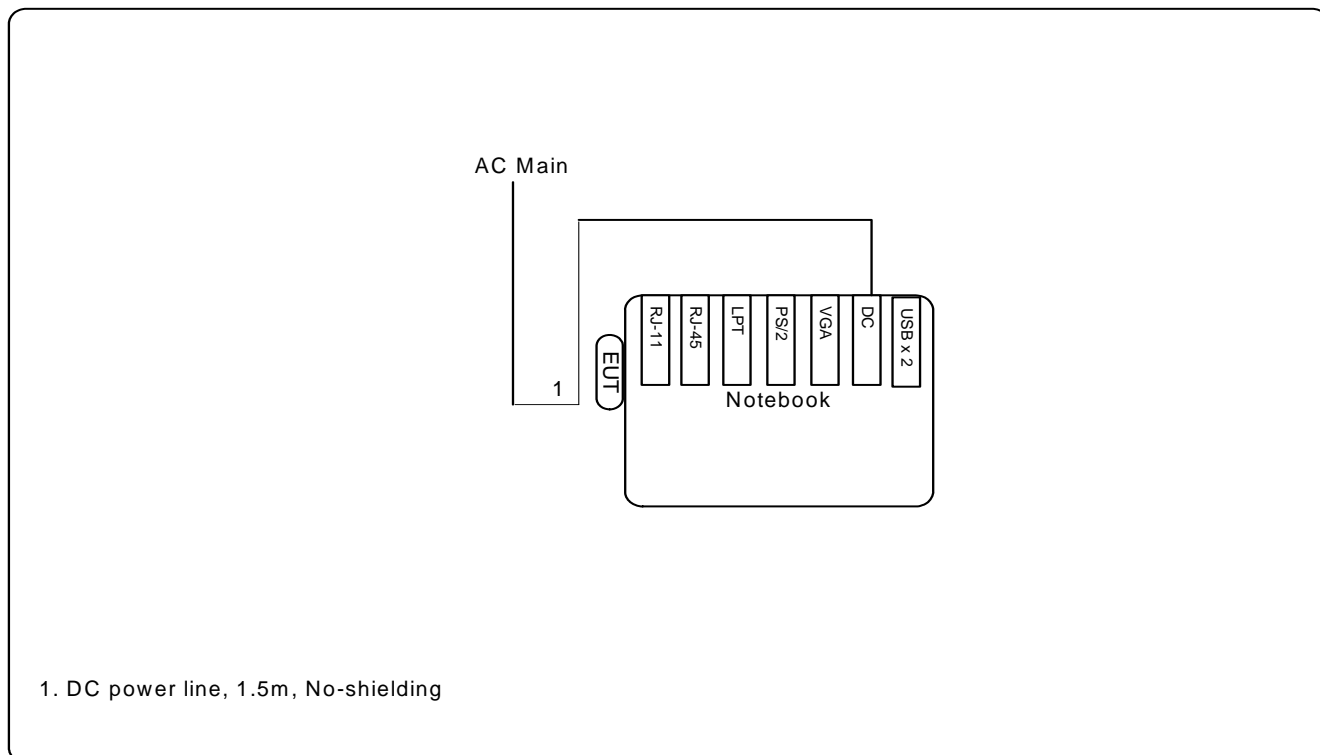 AC Main
1
EUT
RJ-11
RJ-45
LPT
PS/2
VGA
DC
USB x 2
Notebook
1. DC power line, 1.5m, No-shielding